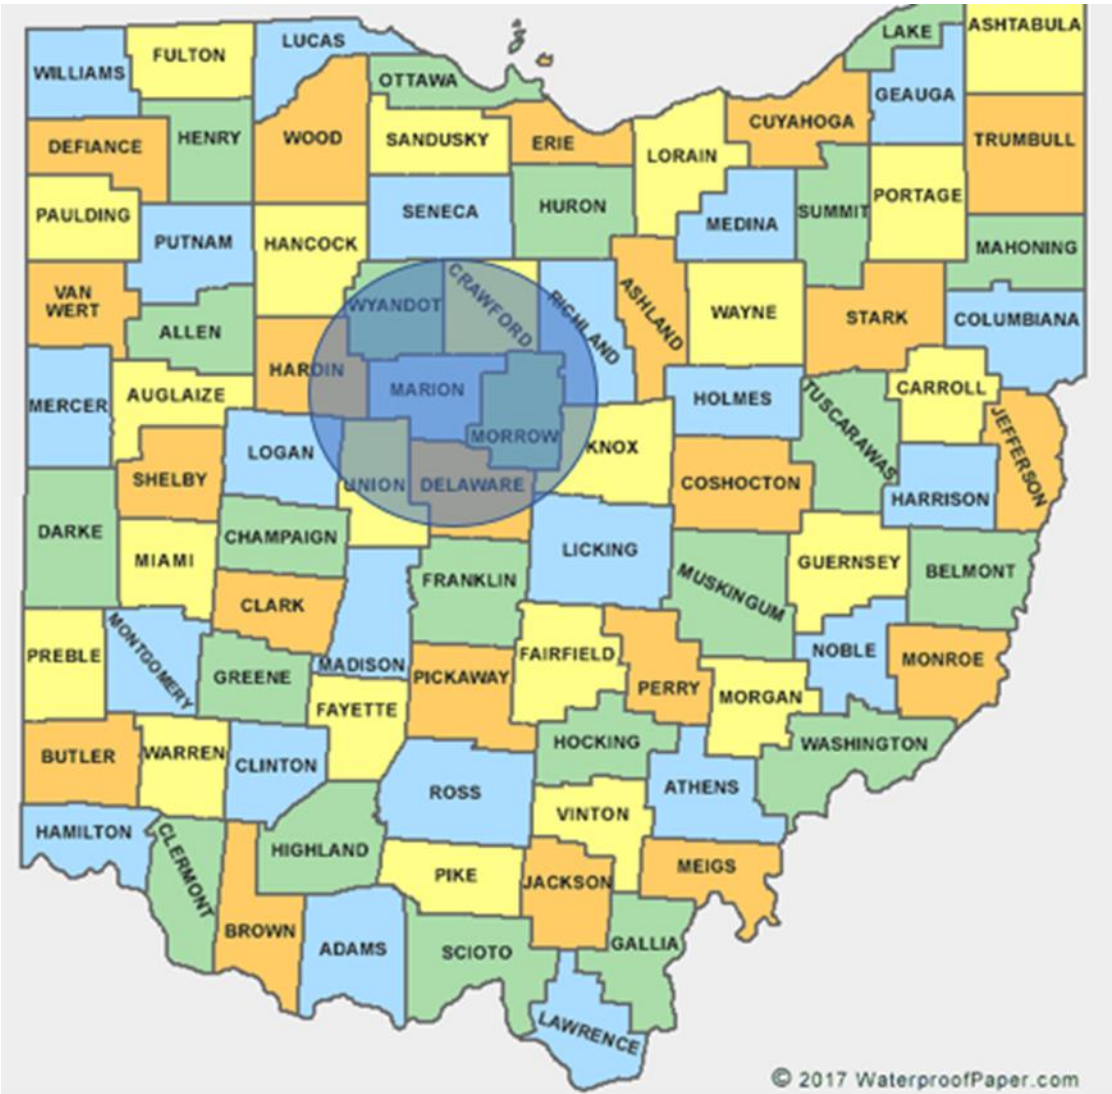 WILLIAMS
FULTON
LUCAS
OTTAWA
LAKE
ASHTABULA
GEAUGA
DEFIANCE
HENRY
WOOD
SANDUSKY
ERIE
LORAIN
CUYAHOGA
TRUMBULL
PAULDING
PUTNAM
HANCOCK
SENECA
HURON
MEDINA
SUMMIT
PORTAGE
MAHONING
VAN
WERT
ALLEN
WYANDOT
CRAWFORD
RICHLAND
ASHLAND
WAYNE
STARK
COLUMBIANA
MERCER
AUGLAIZE
HARDIN
MARION
MORROW
KNOX
HOLMES
TUSCARAWAS
CARROLL
JEFFERSON
SHELBY
LOGAN
UNION
DELAWARE
COSHOCTON
HARRISON
DARKE
MIAMI
CHAMPAIGN
FRANKLIN
LICKING
MUSKINGUM
GUERNSEY
BELMONT
CLARK
PREBLE
MONTGOMERY
GREENE
MADISON
PICKAWAY
FAIRFIELD
PERRY
MORGAN
NOBLE
MONROE
FAYETTE
BUTLER
WARREN
CLINTON
ROSS
HOCKING
ATHENS
WASHINGTON
HAMILTON
CLERMONT
HIGHLAND
PIKE
VINTON
JACKSON
MEIGS
BROWN
ADAMS
SCIOTO
GALLIA
LAWRENCE
© 2017 WaterproofPaper.com